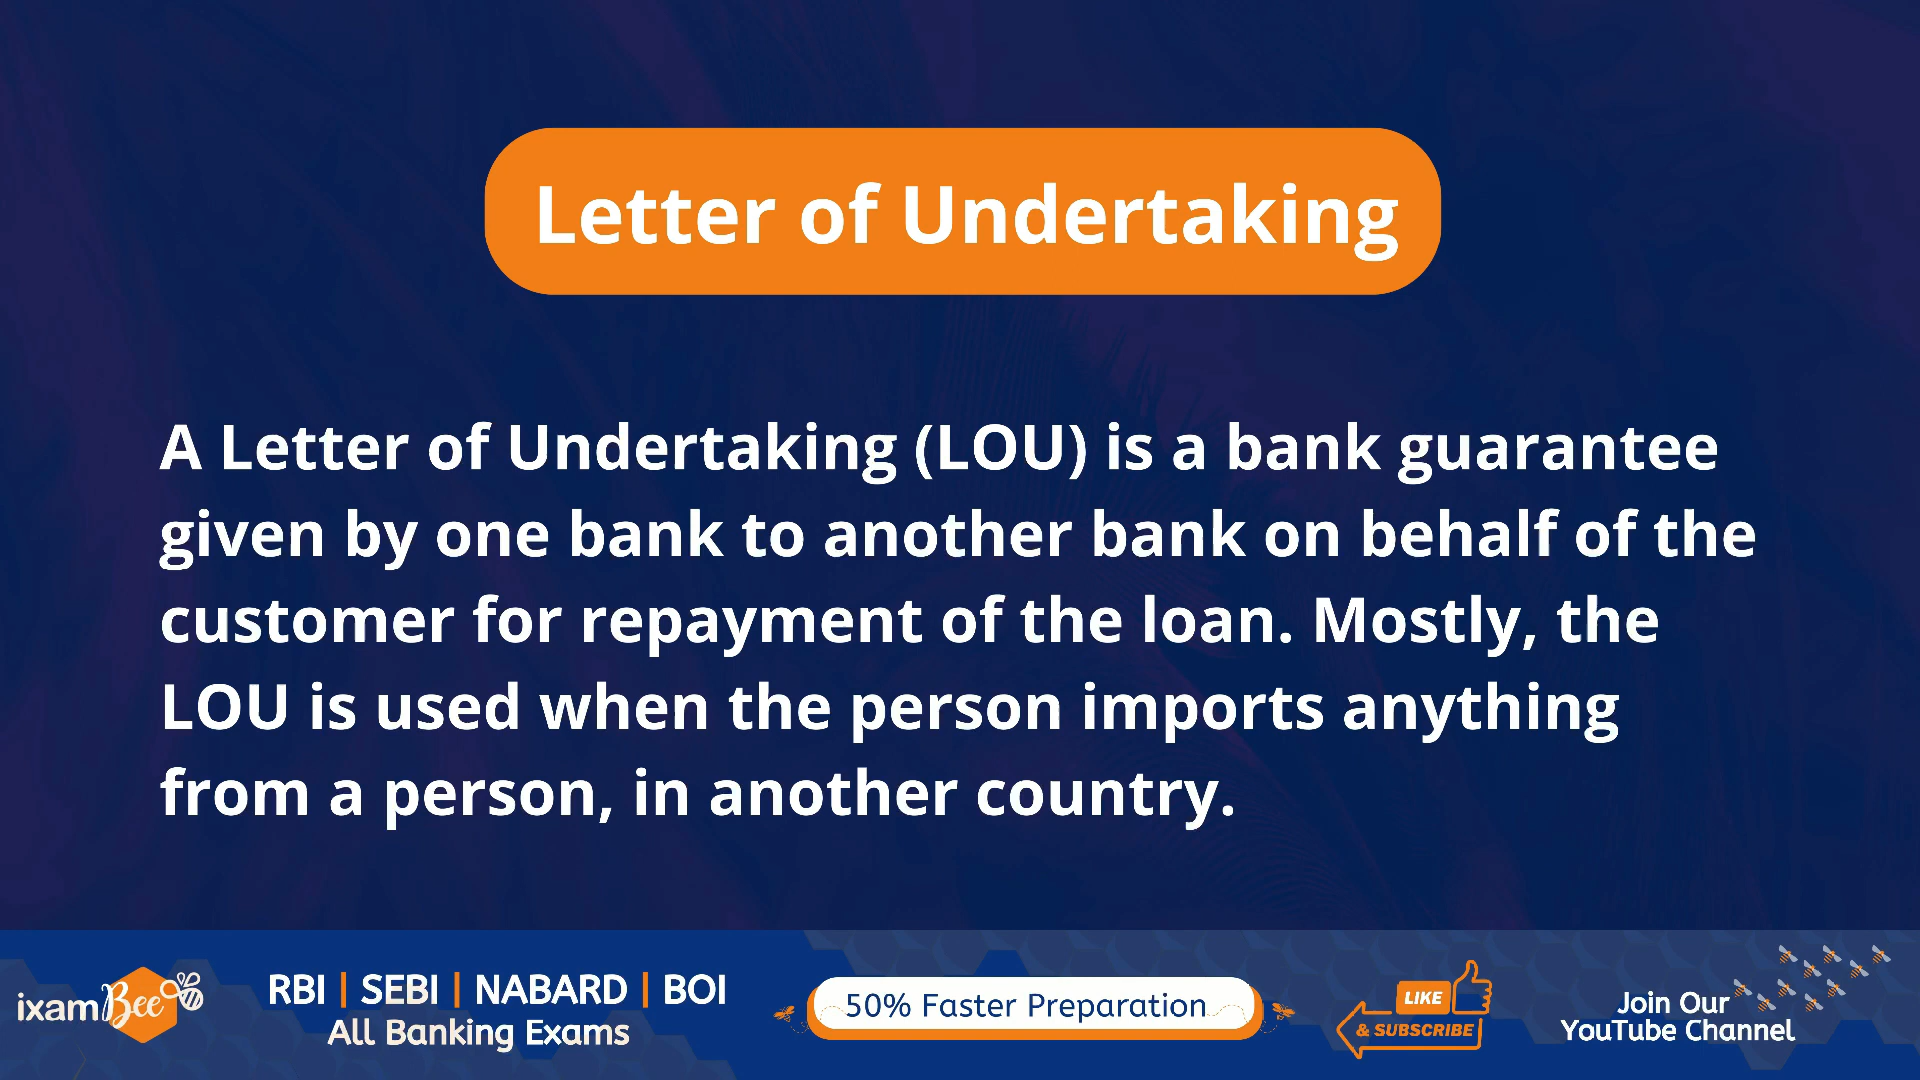 Letter of Undertaking
A Letter of Undertaking (LOU) is a bank guarantee
given by one bank to another bank on behalf of the
customer for repayment of the loan. Mostly, the
LOU is used when the person imports anything
from a person, in another country.
ixamBee
RBI | SEBI | NABARD | BOI
All Banking Exams
50% Faster Preparation
LIKE
& SUBSCRIBE
Join Our
YouTube Channel